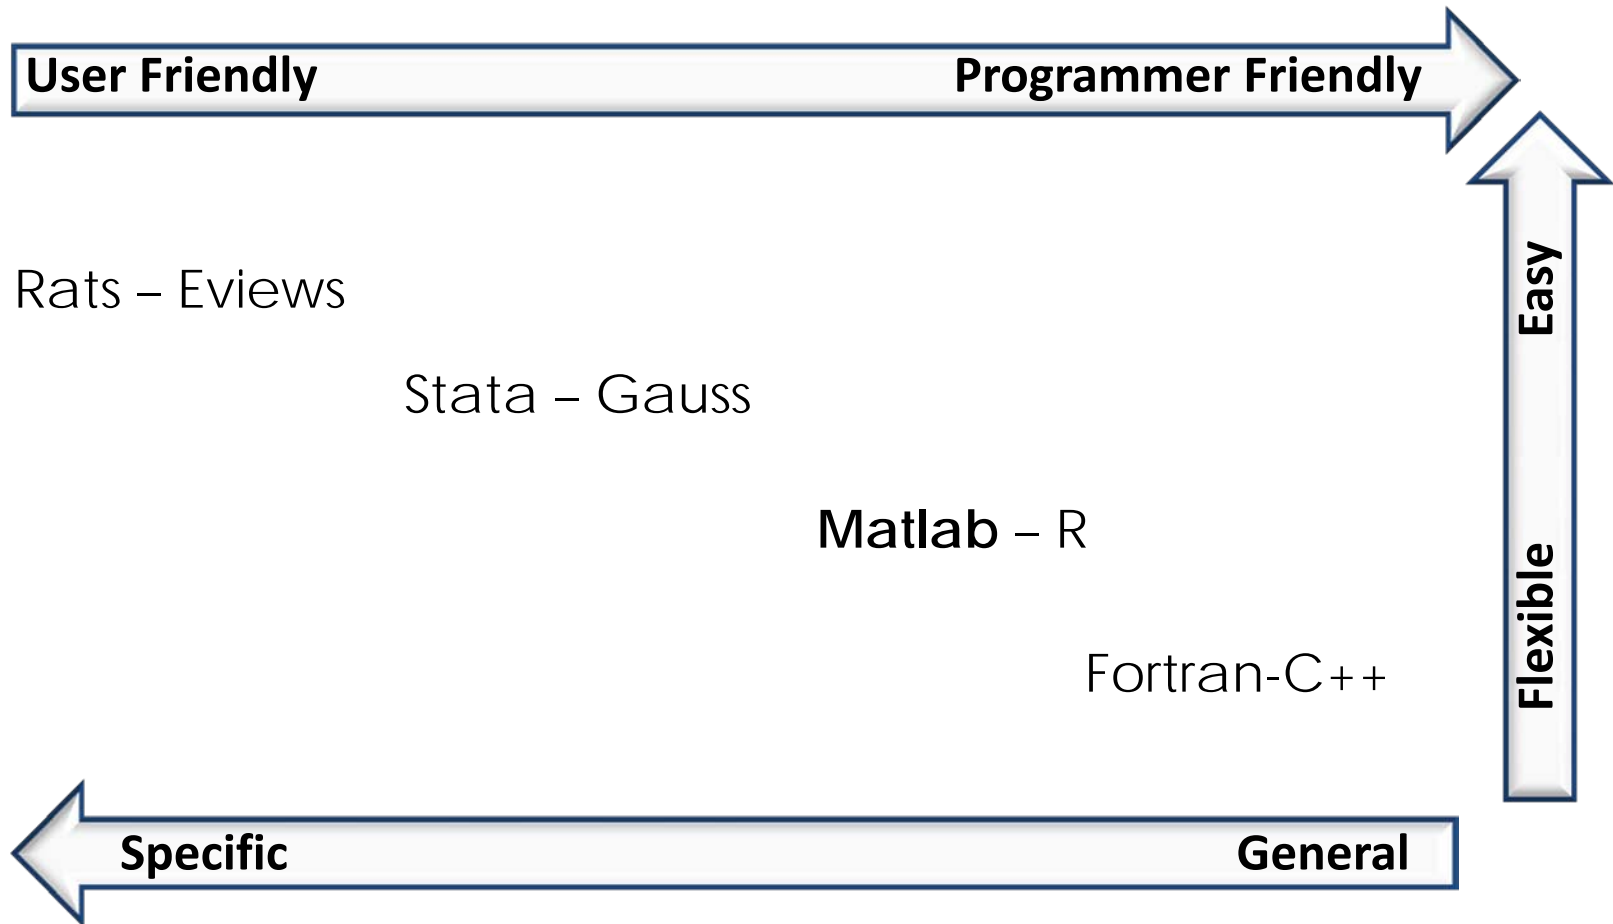 User Friendly Programmer Friendly
Easy
Rats – Eviews
Stata – Gauss
Matlab – R
Flexible
Fortran-C++
Specific General